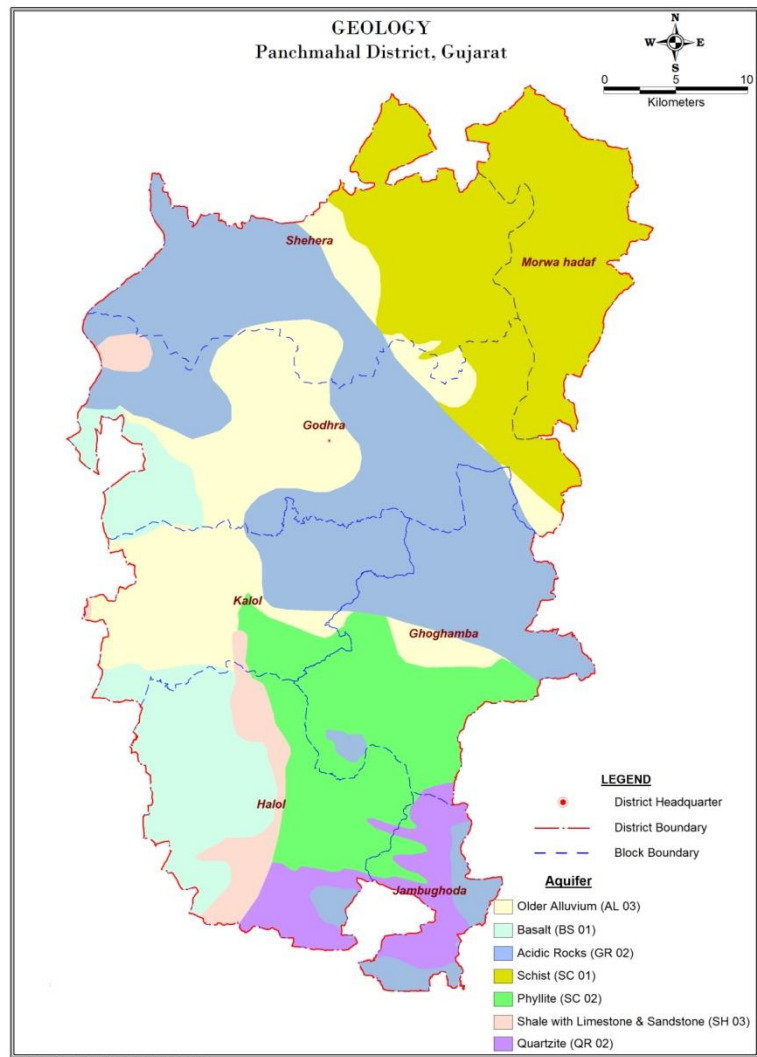 GEOLOGY
Panchmahal District, Gujarat
N
W E
S
0 5 10
Kilometers
Shehera
Morwa hadaf
Godhra
Kalol
Ghoghamba
Halol
Jambughoda
LEGEND
District Headquarter
District Boundary
Block Boundary
Aquifer
Older Alluvium (AL 03)
Basalt (BS 01)
Acidic Rocks (GR 02)
Schist (SC 01)
Phyllite (SC 02)
Shale with Limestone & Sandstone (SH 03)
Quartzite (QR 02)